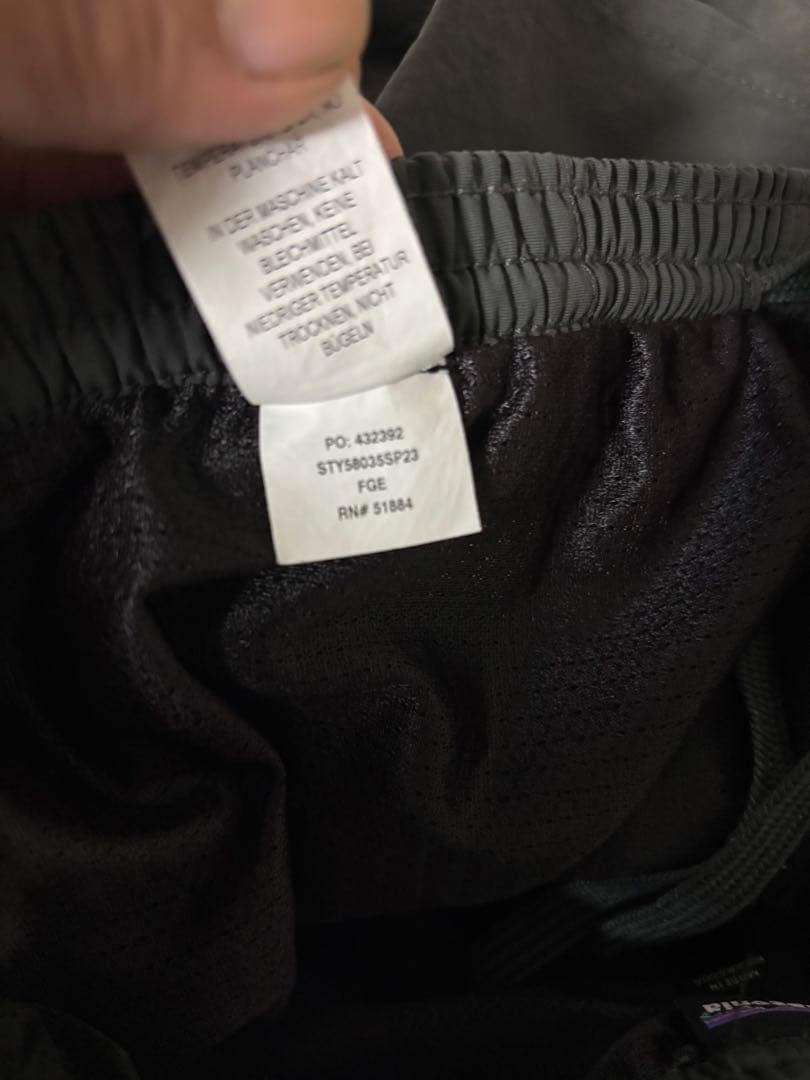 PLANCHAR
IN DER MASCHINE KALT
WASCHEN, KEINE
BLEICHMITTEL
VERWENDEN, BEI
NIEDRIGER TEMPERATUR
TROCKNEN, NICHT
BÜGELN
PO: 432392
STY58035SP23
FGE
RN# 51884